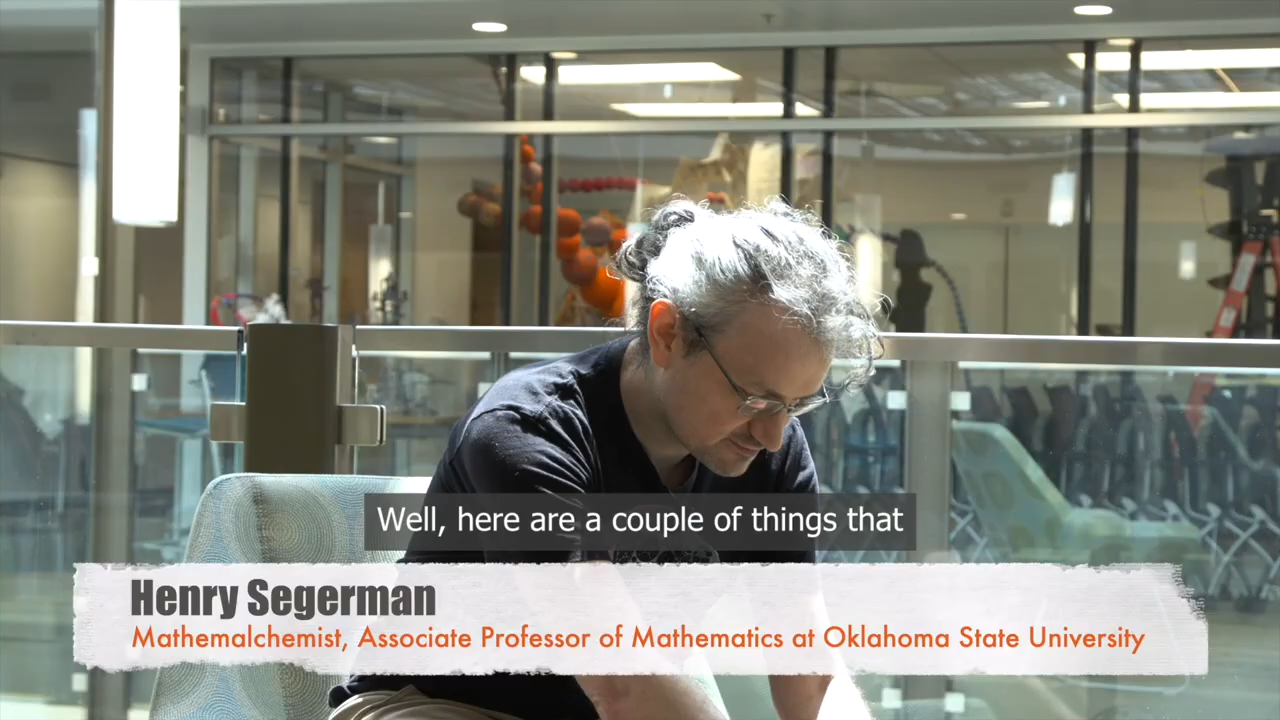 Well, here are a couple of things that
Henry Segerman
Mathemalchemist, Associate Professor of Mathematics at Oklahoma State University